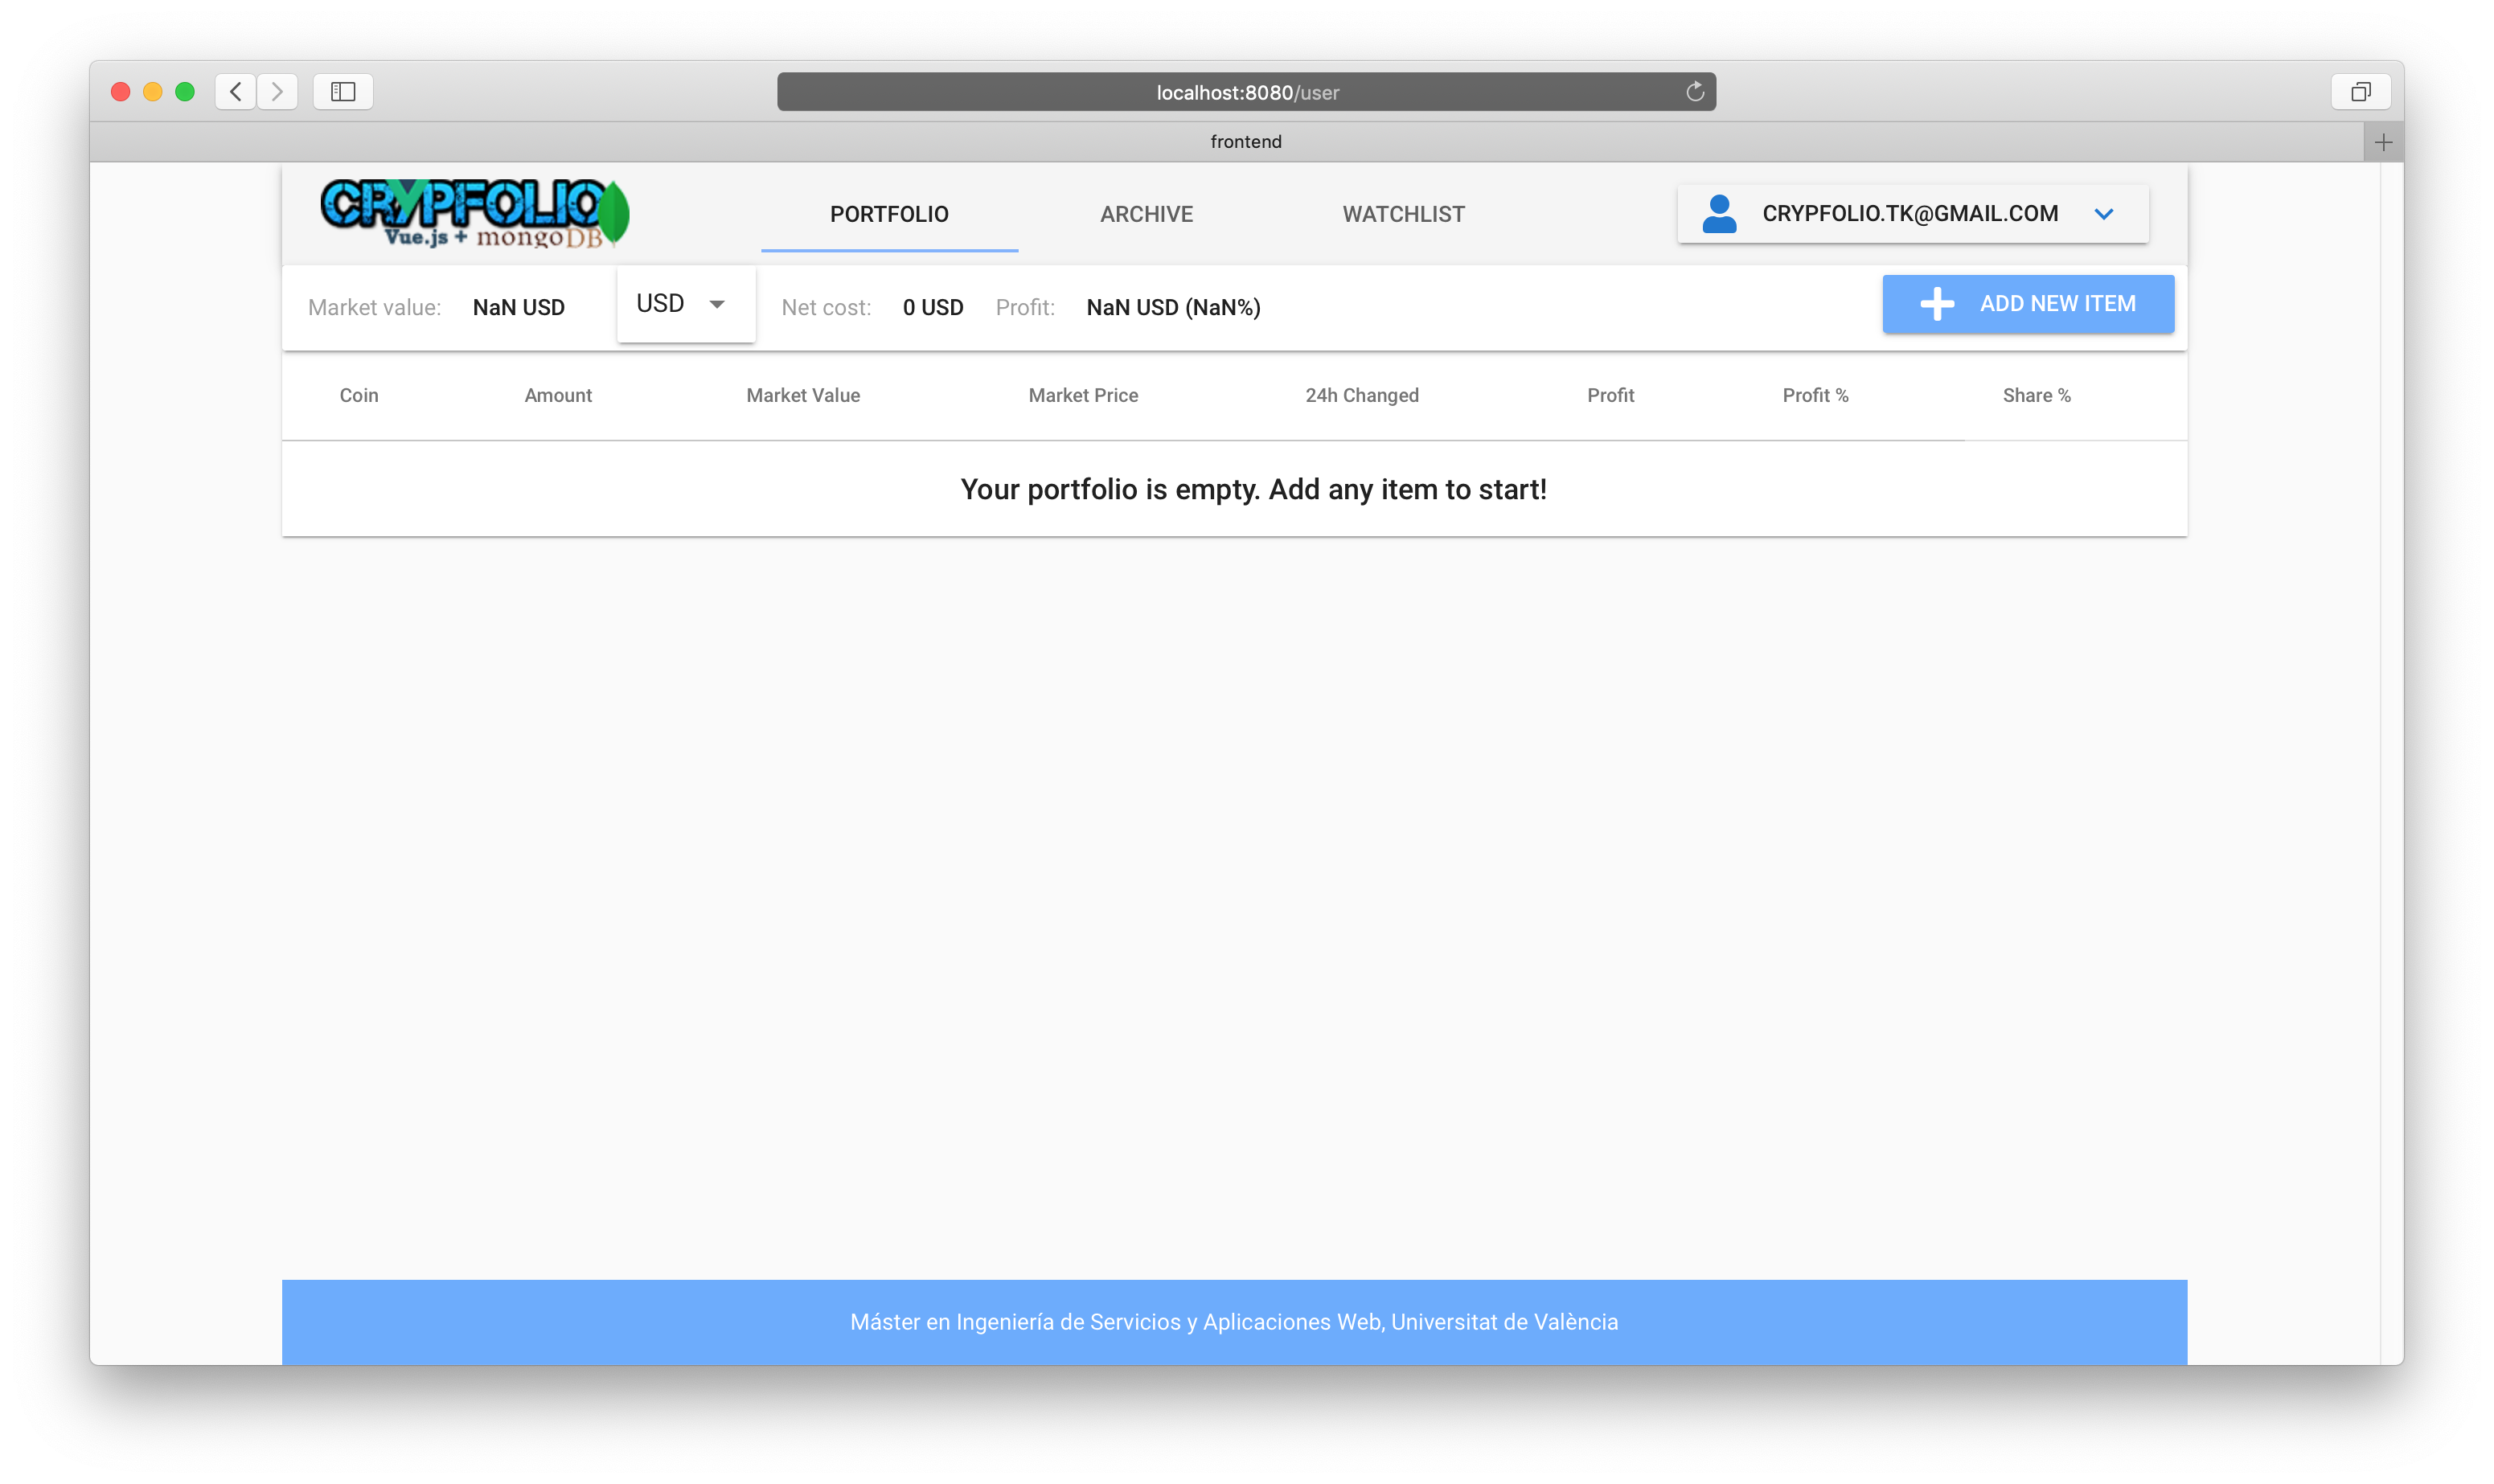 localhost:8080/user
frontend
CRYPFOLIO
Vue.js + mongoDB
PORTFOLIO ARCHIVE WATCHLIST CRYPFOLIO.TK@GMAIL.COM
Market value: NaN USD USD Net cost: 0 USD Profit: NaN USD (NaN%) ADD NEW ITEM
Coin Amount Market Value Market Price 24h Changed Profit Profit % Share %
Your portfolio is empty. Add any item to start!
Máster en Ingeniería de Servicios y Aplicaciones Web, Universitat de València